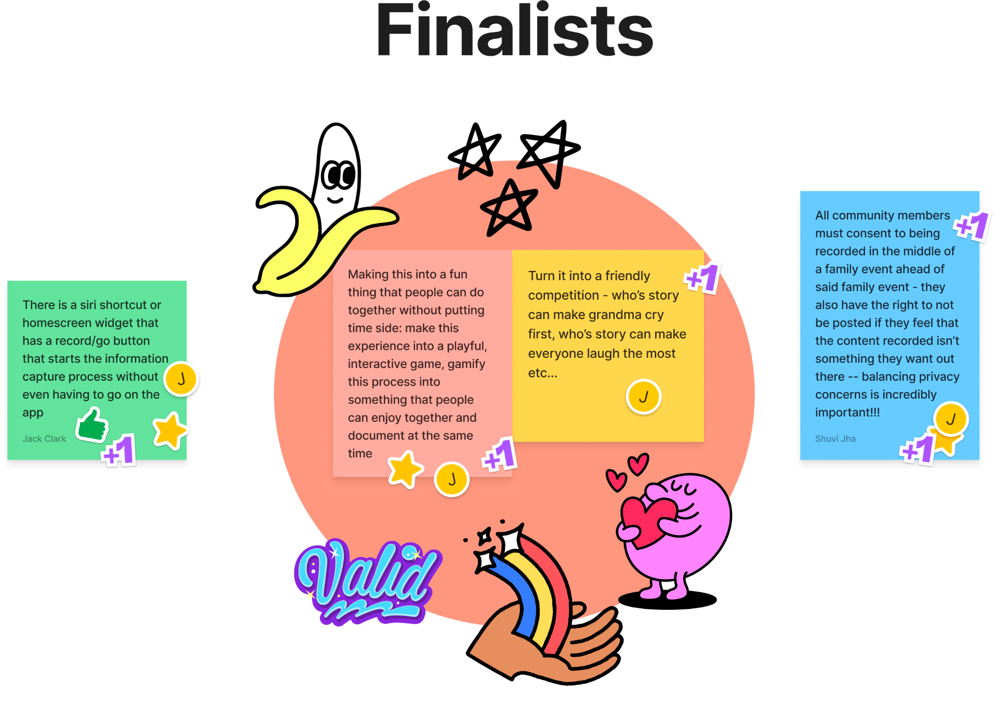 Finalists
There is a siri shortcut or
homescreen widget that
has a record/go button
that starts the information
capture process without
even having to go on the
app
Jack Clark
J
+1
Making this into a fun
thing that people can do
together without putting
time side: make this
experience into a playful,
interactive game, gamify
this process into
something that people
can enjoy together and
document at the same
time
J
+1
Turn it into a friendly
competition - who’s story
can make grandma cry
first, who’s story can make
everyone laugh the most
etc...
+1
J
All community members
must consent to being
recorded in the middle of
a family event ahead of
said family event - they
also have the right to not
be posted if they feel that
the content recorded isn’t
something they want out
there -- balancing privacy
concerns is incredibly
important!!!
Shuvi Jha
+1
J
+1
Valid